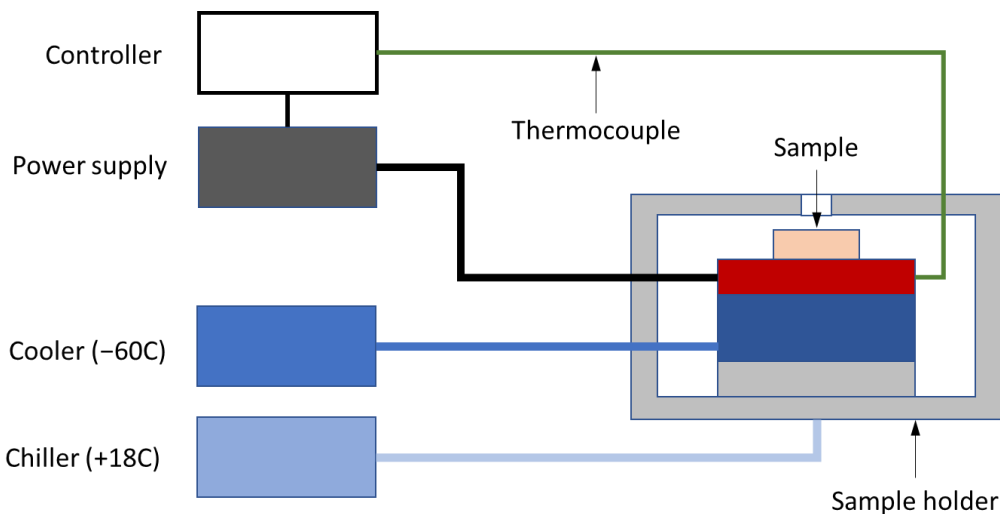 Controller
Thermocouple
Power supply
Sample
Cooler (−60C)
Chiller (+18C)
Sample holder